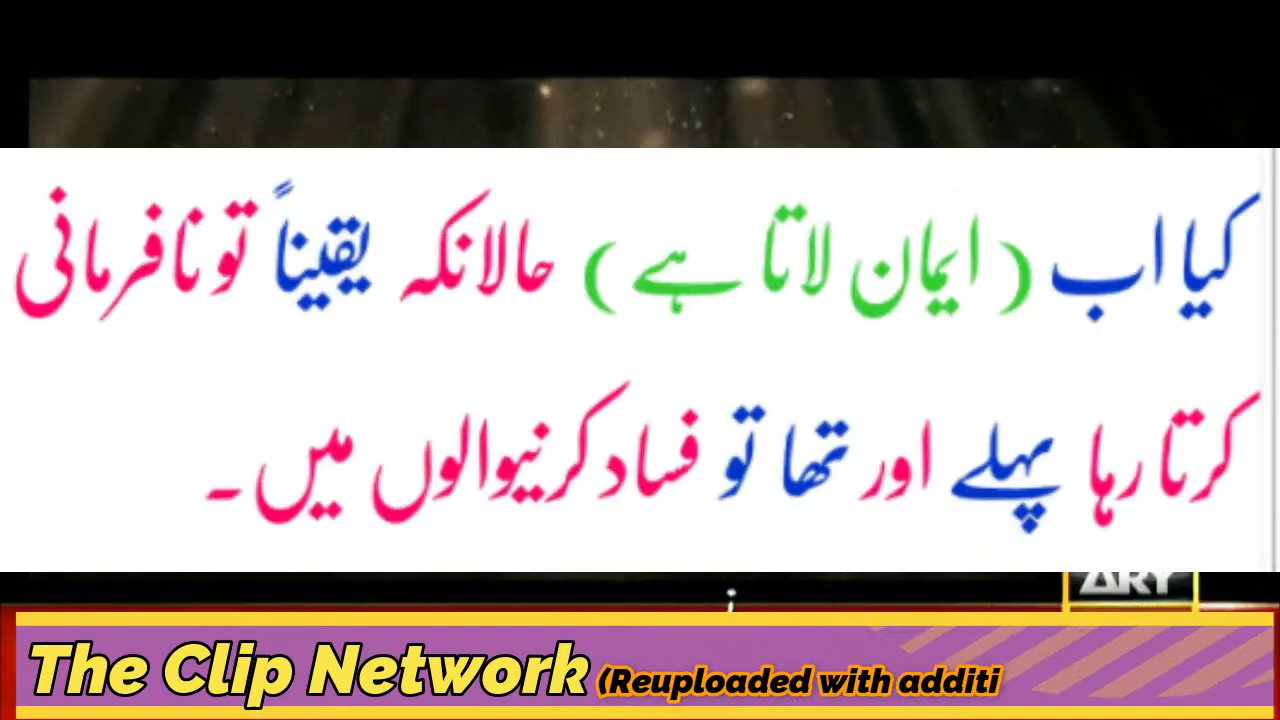 کیا اب ( ایمان لاتا ہے ) حالانکہ یقیناً تو نافرمانی
کرتا رہا پہلے اور تھا تو فساد کرنیوالوں میں ۔
ARY
The Clip Network (Reuploaded with additi